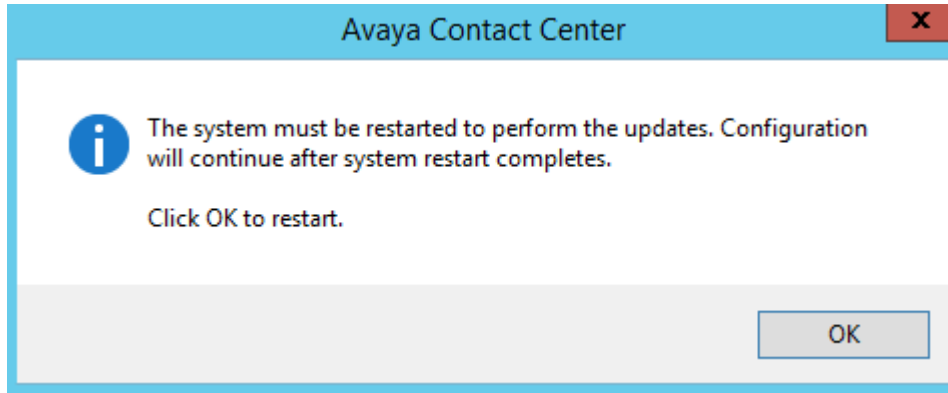 Avaya Contact Center
x
The system must be restarted to perform the updates. Configuration
will continue after system restart completes.
Click OK to restart.
OK